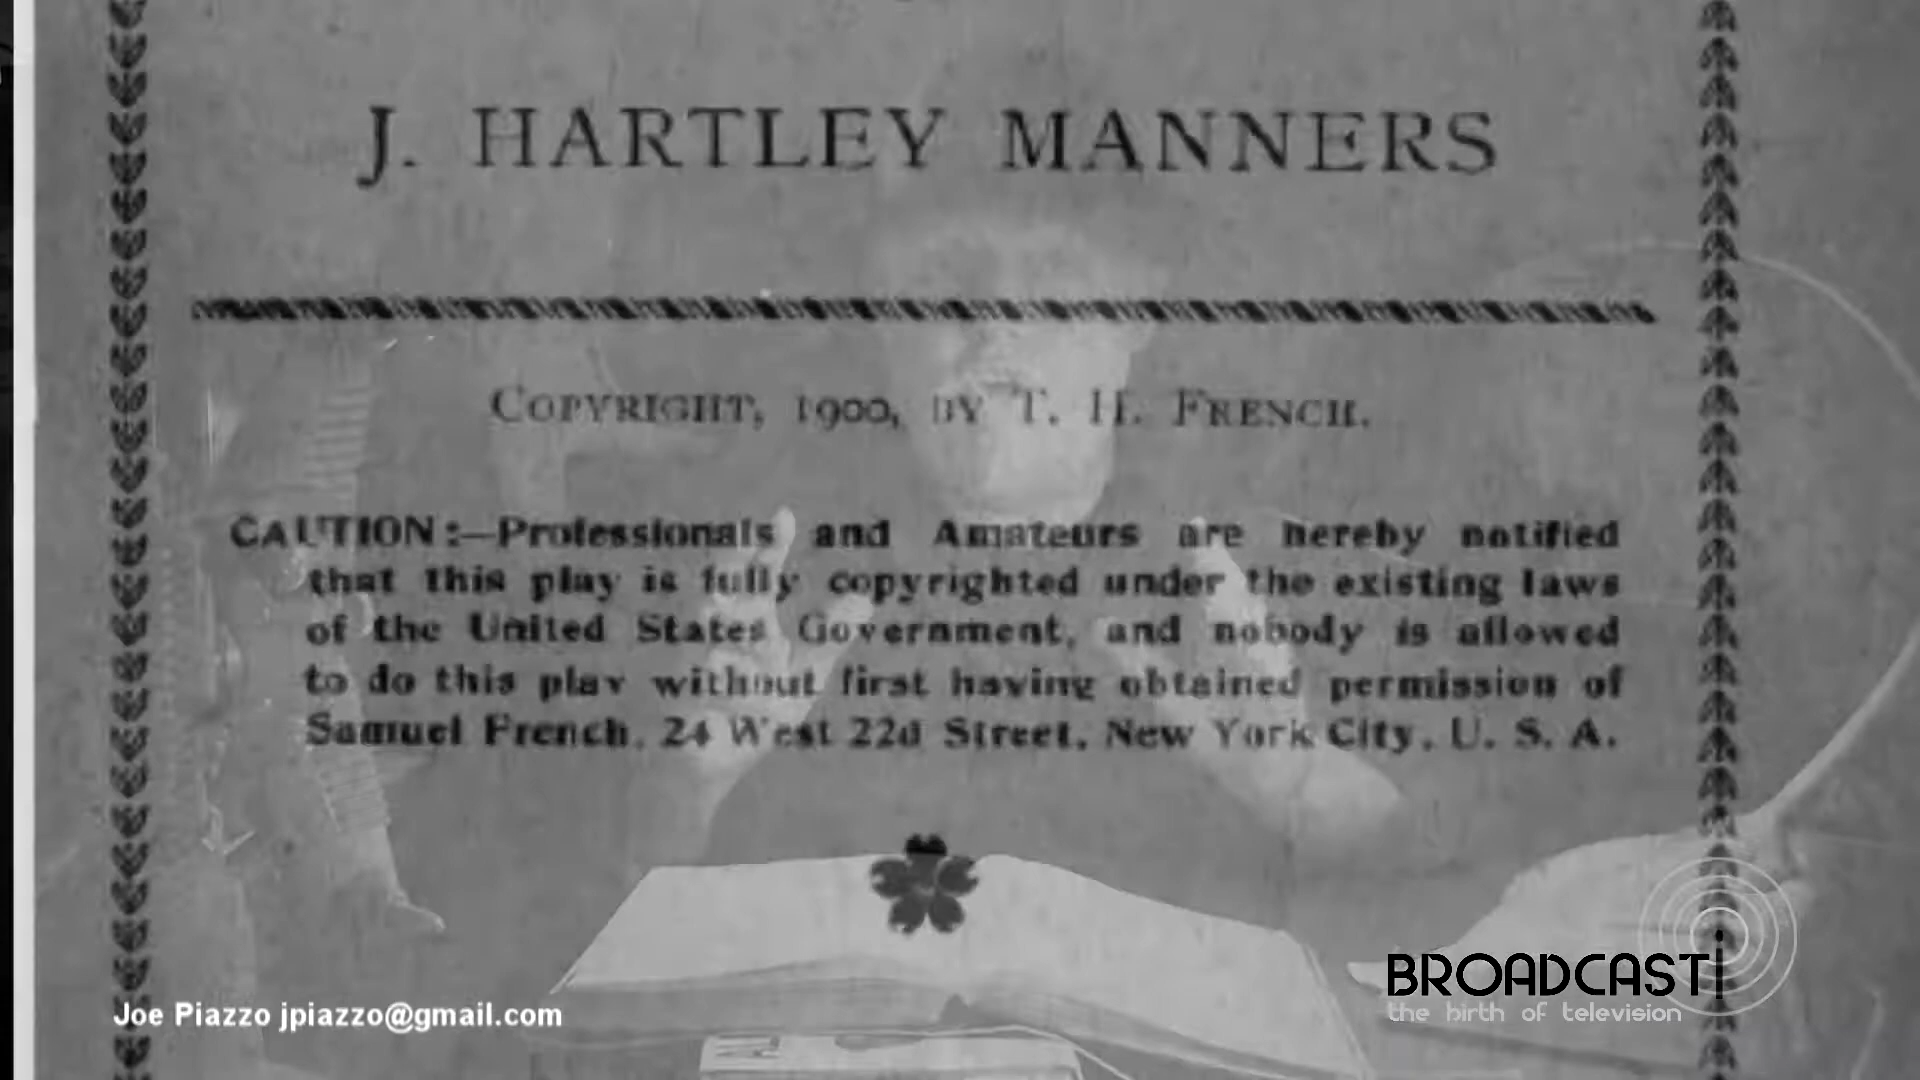 J. HARTLEY MANNERS
COPYRIGHT, 1900, BY T. H. FRENCH.
CAUTION:—Professionals and Amateurs are hereby notified
that this play is fully copyrighted under the existing laws
of the United States Government, and nobody is allowed
to do this play without first having obtained permission of
Samuel French, 24 West 22d Street, New York City, U. S. A.
BROADCAST
the birth of television
Joe Piazzo jpiazzo@gmail.com